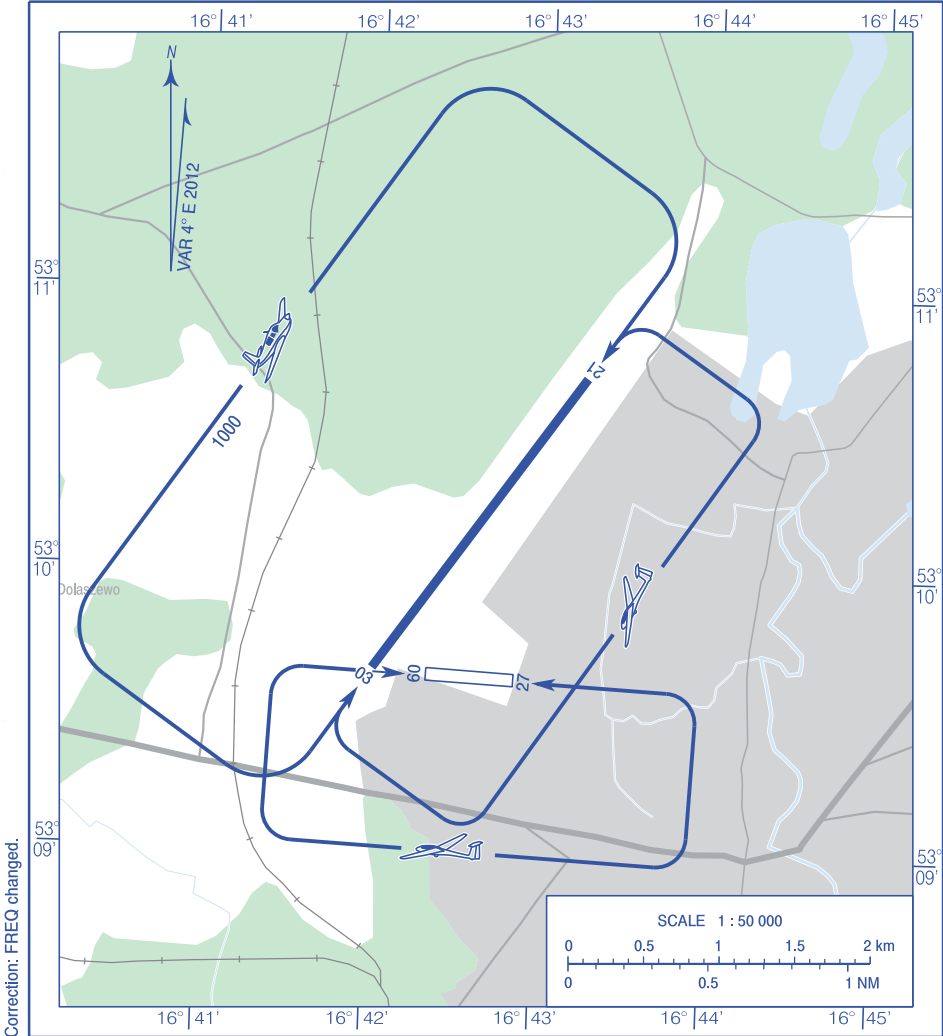 16° 41' 16° 42' 16° 43' 16° 44' 16° 45'
N
VAR 4° E 2012
53°
11'
53°
11'
21
1000
53°
10'
53°
10'
Dolaszewo
03
09
27
53°
09'
53°
09'
Correction: FREQ changed.
SCALE 1 : 50 000
0 0.5 1 1.5 2 km
0 0.5 1 NM
16° 41' 16° 42' 16° 43' 16° 44' 16° 45'